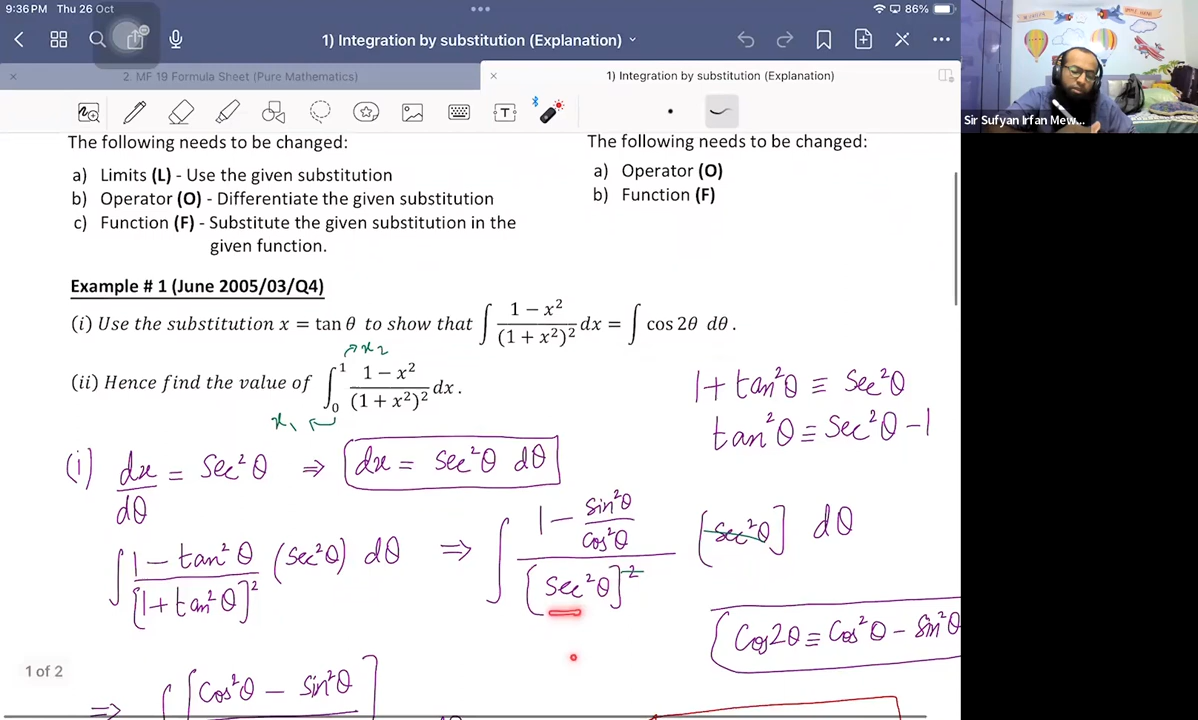 9:36 PM Thu 26 Oct
86%
1) Integration by substitution (Explanation)
2. MF 19 Formula Sheet (Pure Mathematics)
1) Integration by substitution (Explanation)
Sir Sufyan Irfan Mew...
The following needs to be changed:
a) Limits (L) - Use the given substitution
b) Operator (O) - Differentiate the given substitution
c) Function (F) - Substitute the given substitution in the
given function.
The following needs to be changed:
a) Operator (O)
b) Function (F)
Example # 1 (June 2005/03/Q4)
(i) Use the substitution x = tan θ to show that ∫ (1 − x²)/(1 + x²)² dx = ∫ cos 2θ dθ.
x₂
(ii) Hence find the value of ∫₀¹ (1 − x²)/(1 + x²)² dx.
x₁
1 + tan²θ ≡ Sec²θ
tan²θ ≡ Sec²θ − 1
(i) dx/dθ = Sec²θ ⇒ dx = Sec²θ dθ
∫ (1 − tan²θ)/[1 + tan²θ]² (Sec²θ) dθ ⇒ ∫ (1 − Sin²θ/Cos²θ)/[Sec²θ]² [Sec²θ] dθ
Cos2θ ≡ Cos²θ − Sin²θ
1 of 2
⇒ ∫ [Cos²θ − Sin²θ]